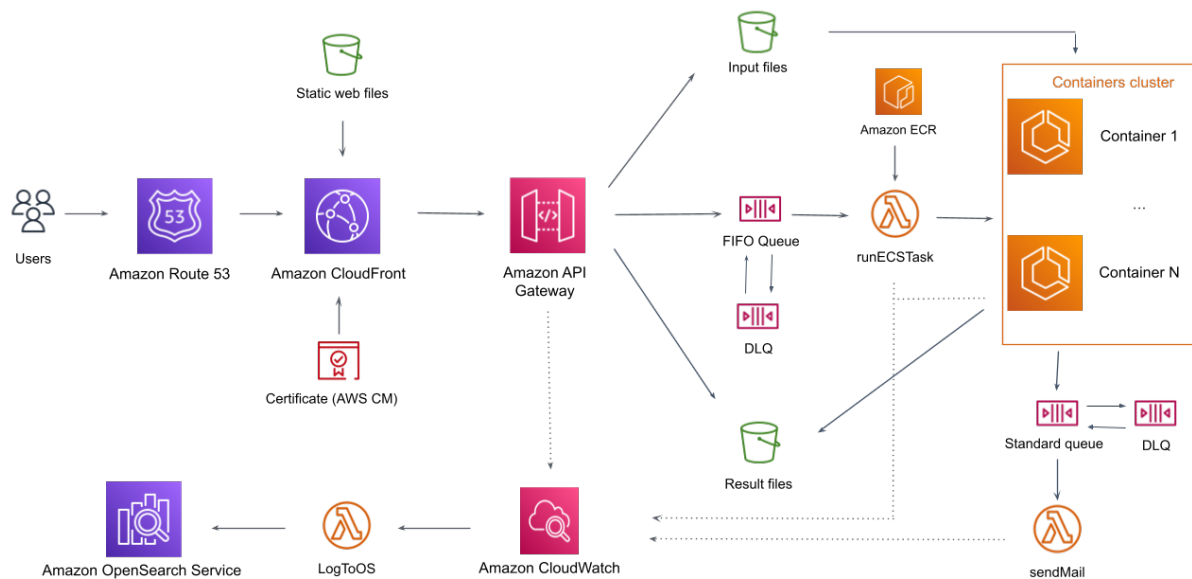 Static web files
Input files
Containers cluster
Amazon ECR
Container 1
53
...
Users
Amazon Route 53
Amazon CloudFront
Amazon API
Gateway
</>
FIFO Queue
runECSTask
Container N
DLQ
Certificate (AWS CM)
Standard queue
DLQ
Result files
Amazon OpenSearch Service
LogToOS
Amazon CloudWatch
sendMail